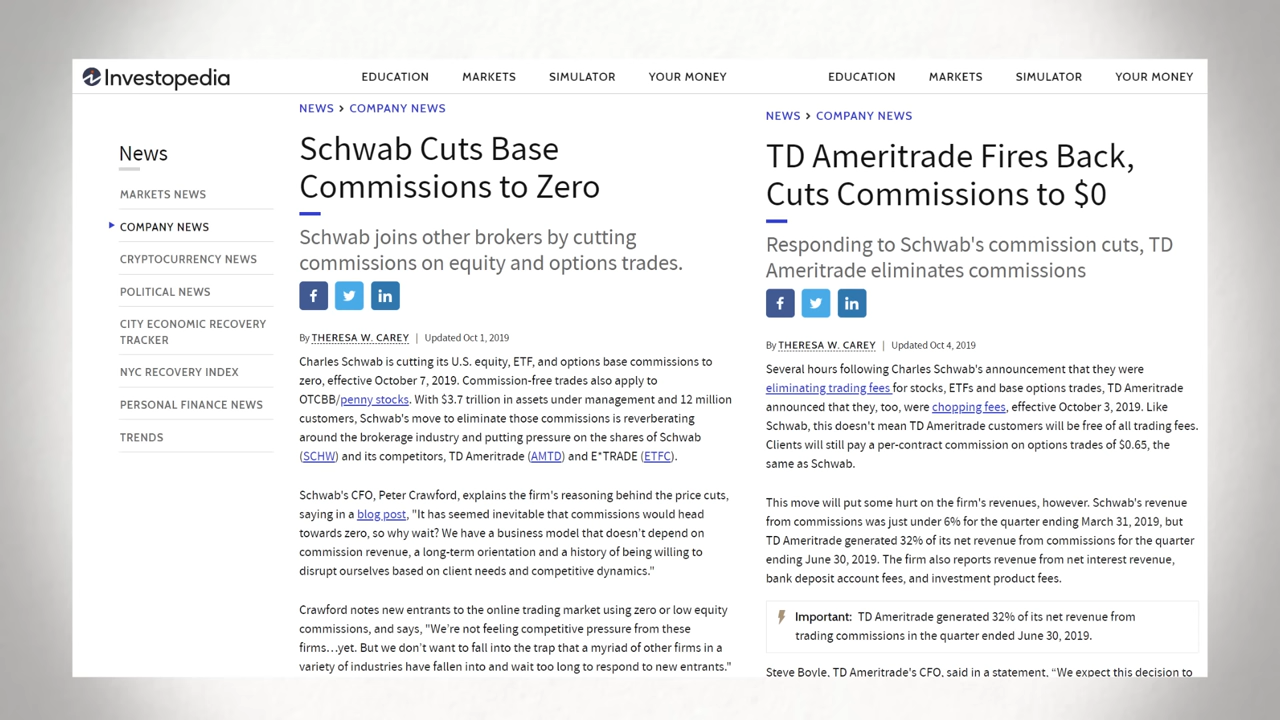 Investopedia
EDUCATION MARKETS SIMULATOR YOUR MONEY
EDUCATION MARKETS SIMULATOR YOUR MONEY
News
MARKETS NEWS
COMPANY NEWS
CRYPTOCURRENCY NEWS
POLITICAL NEWS
CITY ECONOMIC RECOVERY
TRACKER
NYC RECOVERY INDEX
PERSONAL FINANCE NEWS
TRENDS
NEWS > COMPANY NEWS
Schwab Cuts Base
Commissions to Zero
Schwab joins other brokers by cutting
commissions on equity and options trades.
f in
By THERESA W. CAREY | Updated Oct 1, 2019
Charles Schwab is cutting its U.S. equity, ETF, and options base commissions to
zero, effective October 7, 2019. Commission-free trades also apply to
OTCBB/penny stocks. With $3.7 trillion in assets under management and 12 million
customers, Schwab's move to eliminate those commissions is reverberating
around the brokerage industry and putting pressure on the shares of Schwab
(SCHW) and its competitors, TD Ameritrade (AMTD) and E*TRADE (ETFC).
Schwab's CFO, Peter Crawford, explains the firm's reasoning behind the price cuts,
saying in a blog post, "It has seemed inevitable that commissions would head
towards zero, so why wait? We have a business model that doesn't depend on
commission revenue, a long-term orientation and a history of being willing to
disrupt ourselves based on client needs and competitive dynamics."
Crawford notes new entrants to the online trading market using zero or low equity
commissions, and says, "We're not feeling competitive pressure from these
firms…yet. But we don't want to fall into the trap that a myriad of other firms in a
variety of industries have fallen into and wait too long to respond to new entrants."
NEWS > COMPANY NEWS
TD Ameritrade Fires Back,
Cuts Commissions to $0
Responding to Schwab's commission cuts, TD
Ameritrade eliminates commissions
f in
By THERESA W. CAREY | Updated Oct 4, 2019
Several hours following Charles Schwab's announcement that they were
eliminating trading fees for stocks, ETFs and base options trades, TD Ameritrade
announced that they, too, were chopping fees, effective October 3, 2019. Like
Schwab, this doesn't mean TD Ameritrade customers will be free of all trading fees.
Clients will still pay a per-contract commission on options trades of $0.65, the
same as Schwab.
This move will put some hurt on the firm's revenues, however. Schwab's revenue
from commissions was just under 6% for the quarter ending March 31, 2019, but
TD Ameritrade generated 32% of its net revenue from commissions for the quarter
ending June 30, 2019. The firm also reports revenue from net interest revenue,
bank deposit account fees, and investment product fees.
Important: TD Ameritrade generated 32% of its net revenue from
trading commissions in the quarter ended June 30, 2019.
Steve Boyle, TD Ameritrade's CFO, said in a statement, "We expect this decision to